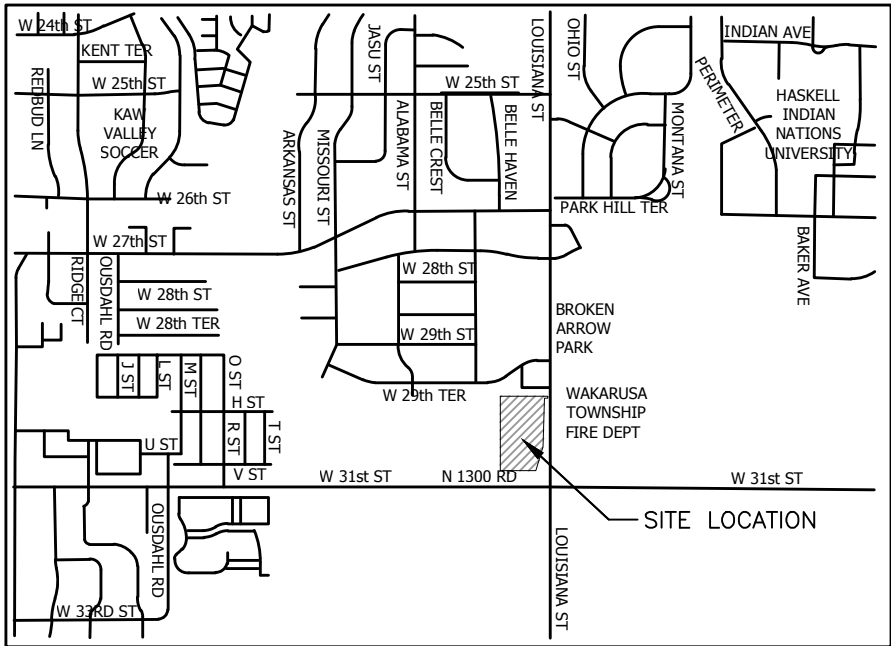 W 24th ST
KENT TER
REDBUD LN
W 25th ST
KAW
VALLEY
SOCCER
W 26th ST
W 27th ST
RIDGE CT
OUSDAHL RD
W 28th ST
W 28th TER
J ST
L ST
M ST
O ST
H ST
R ST
T ST
U ST
V ST
OUSDAHL RD
W 33RD ST
JASU ST
ARKANSAS ST
MISSOURI ST
ALABAMA ST
W 25th ST
BELLE CREST
BELLE HAVEN
LOUISIANA ST
OHIO ST
MONTANA ST
PARK HILL TER
PERIMETER
INDIAN AVE
HASKELL
INDIAN
NATIONS
UNIVERSITY
BAKER AVE
W 28th ST
W 29th ST
W 29th TER
BROKEN
ARROW
PARK
WAKARUSA
TOWNSHIP
FIRE DEPT
W 31st ST
N 1300 RD
W 31st ST
SITE LOCATION
LOUISIANA ST